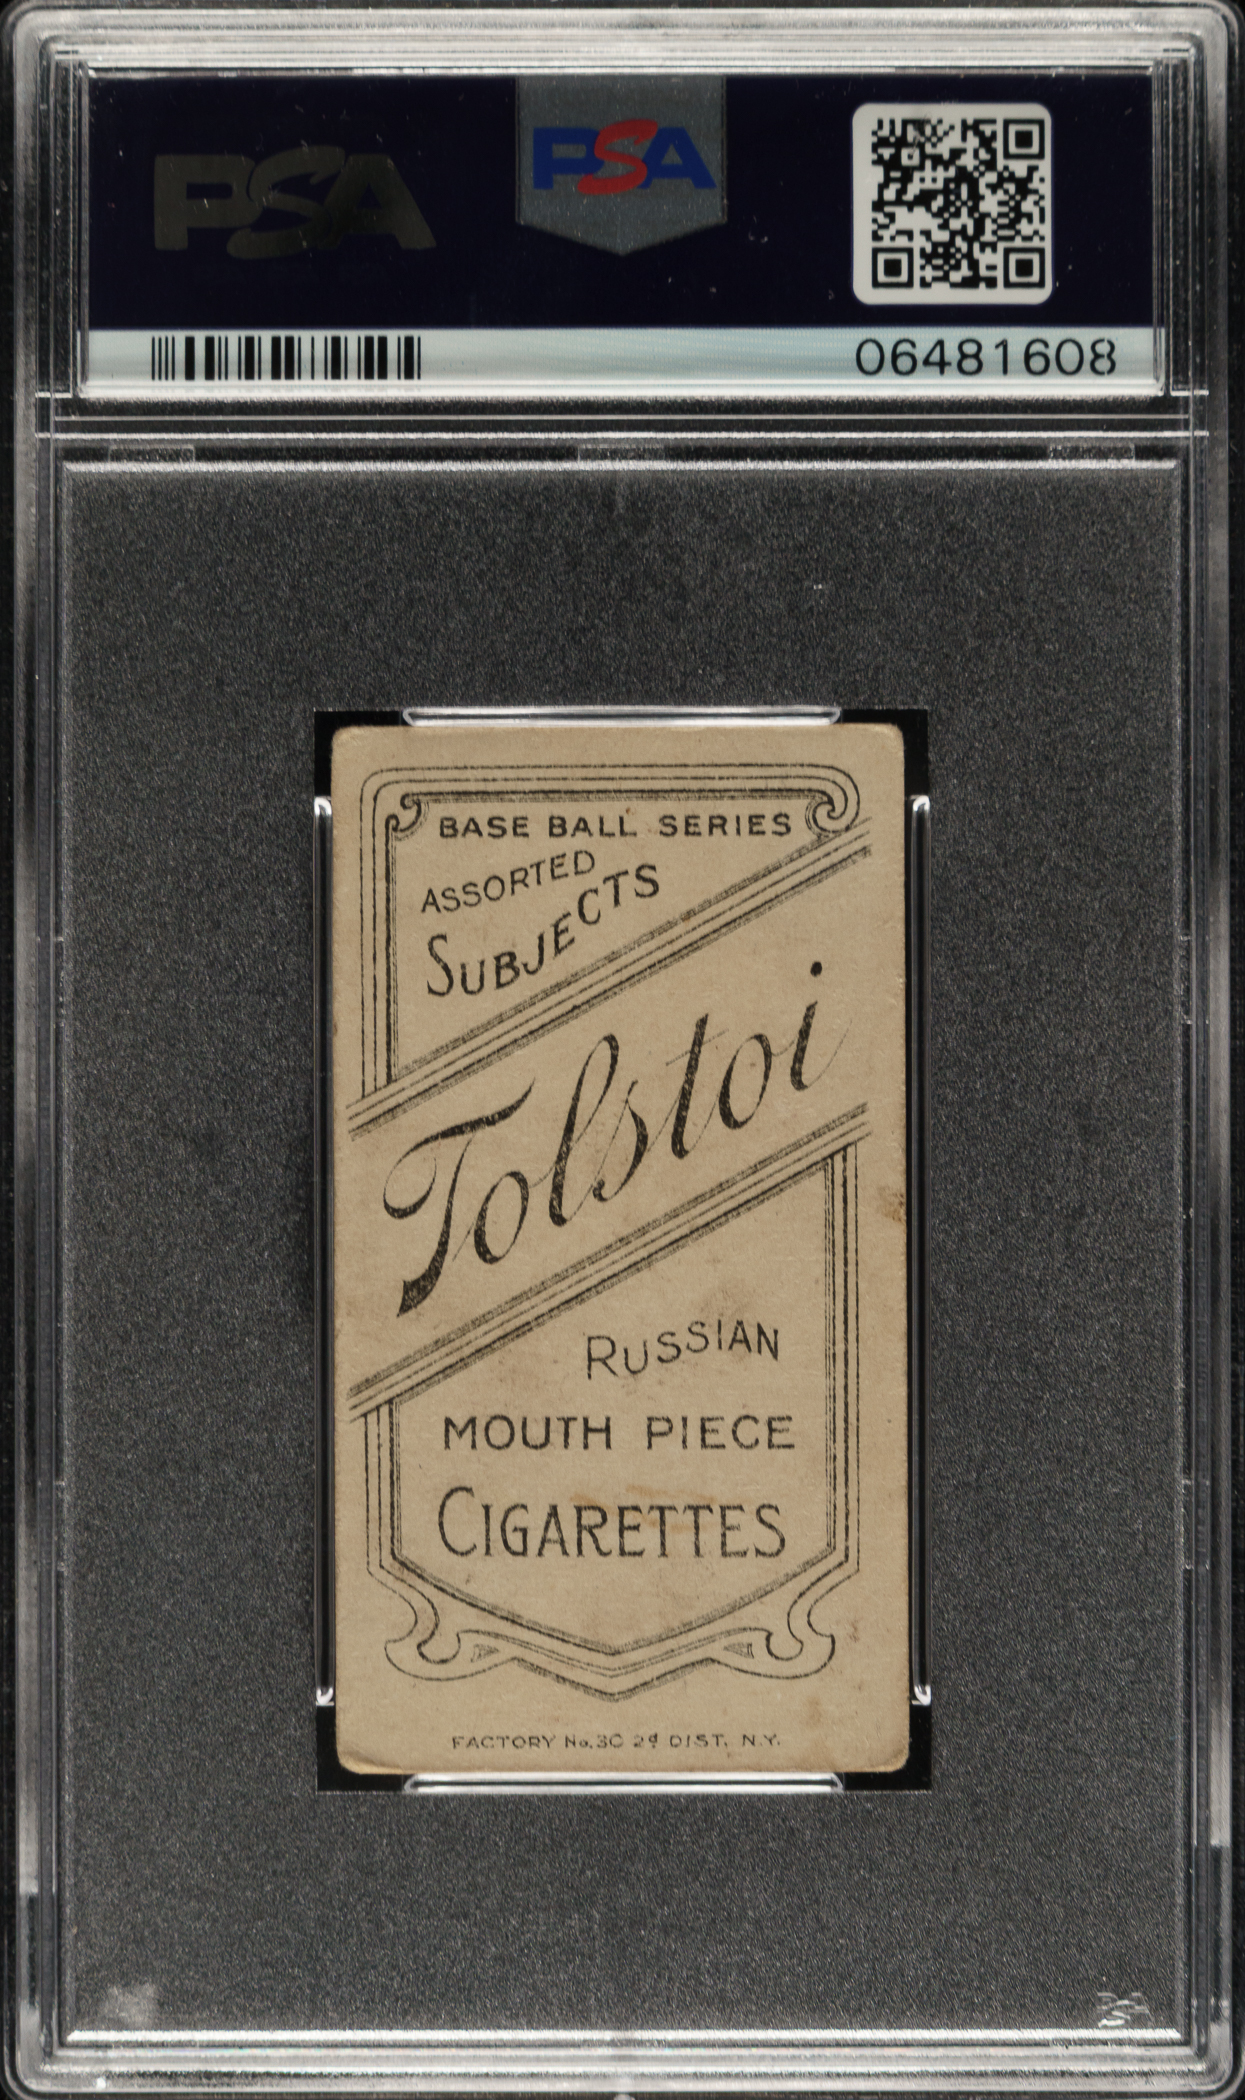 PSA
PSA
06481608
BASE BALL SERIES
ASSORTED
SUBJECTS
Tolstoi
RUSSIAN
MOUTH PIECE
CIGARETTES
FACTORY No. 30 2d DIST. N.Y.